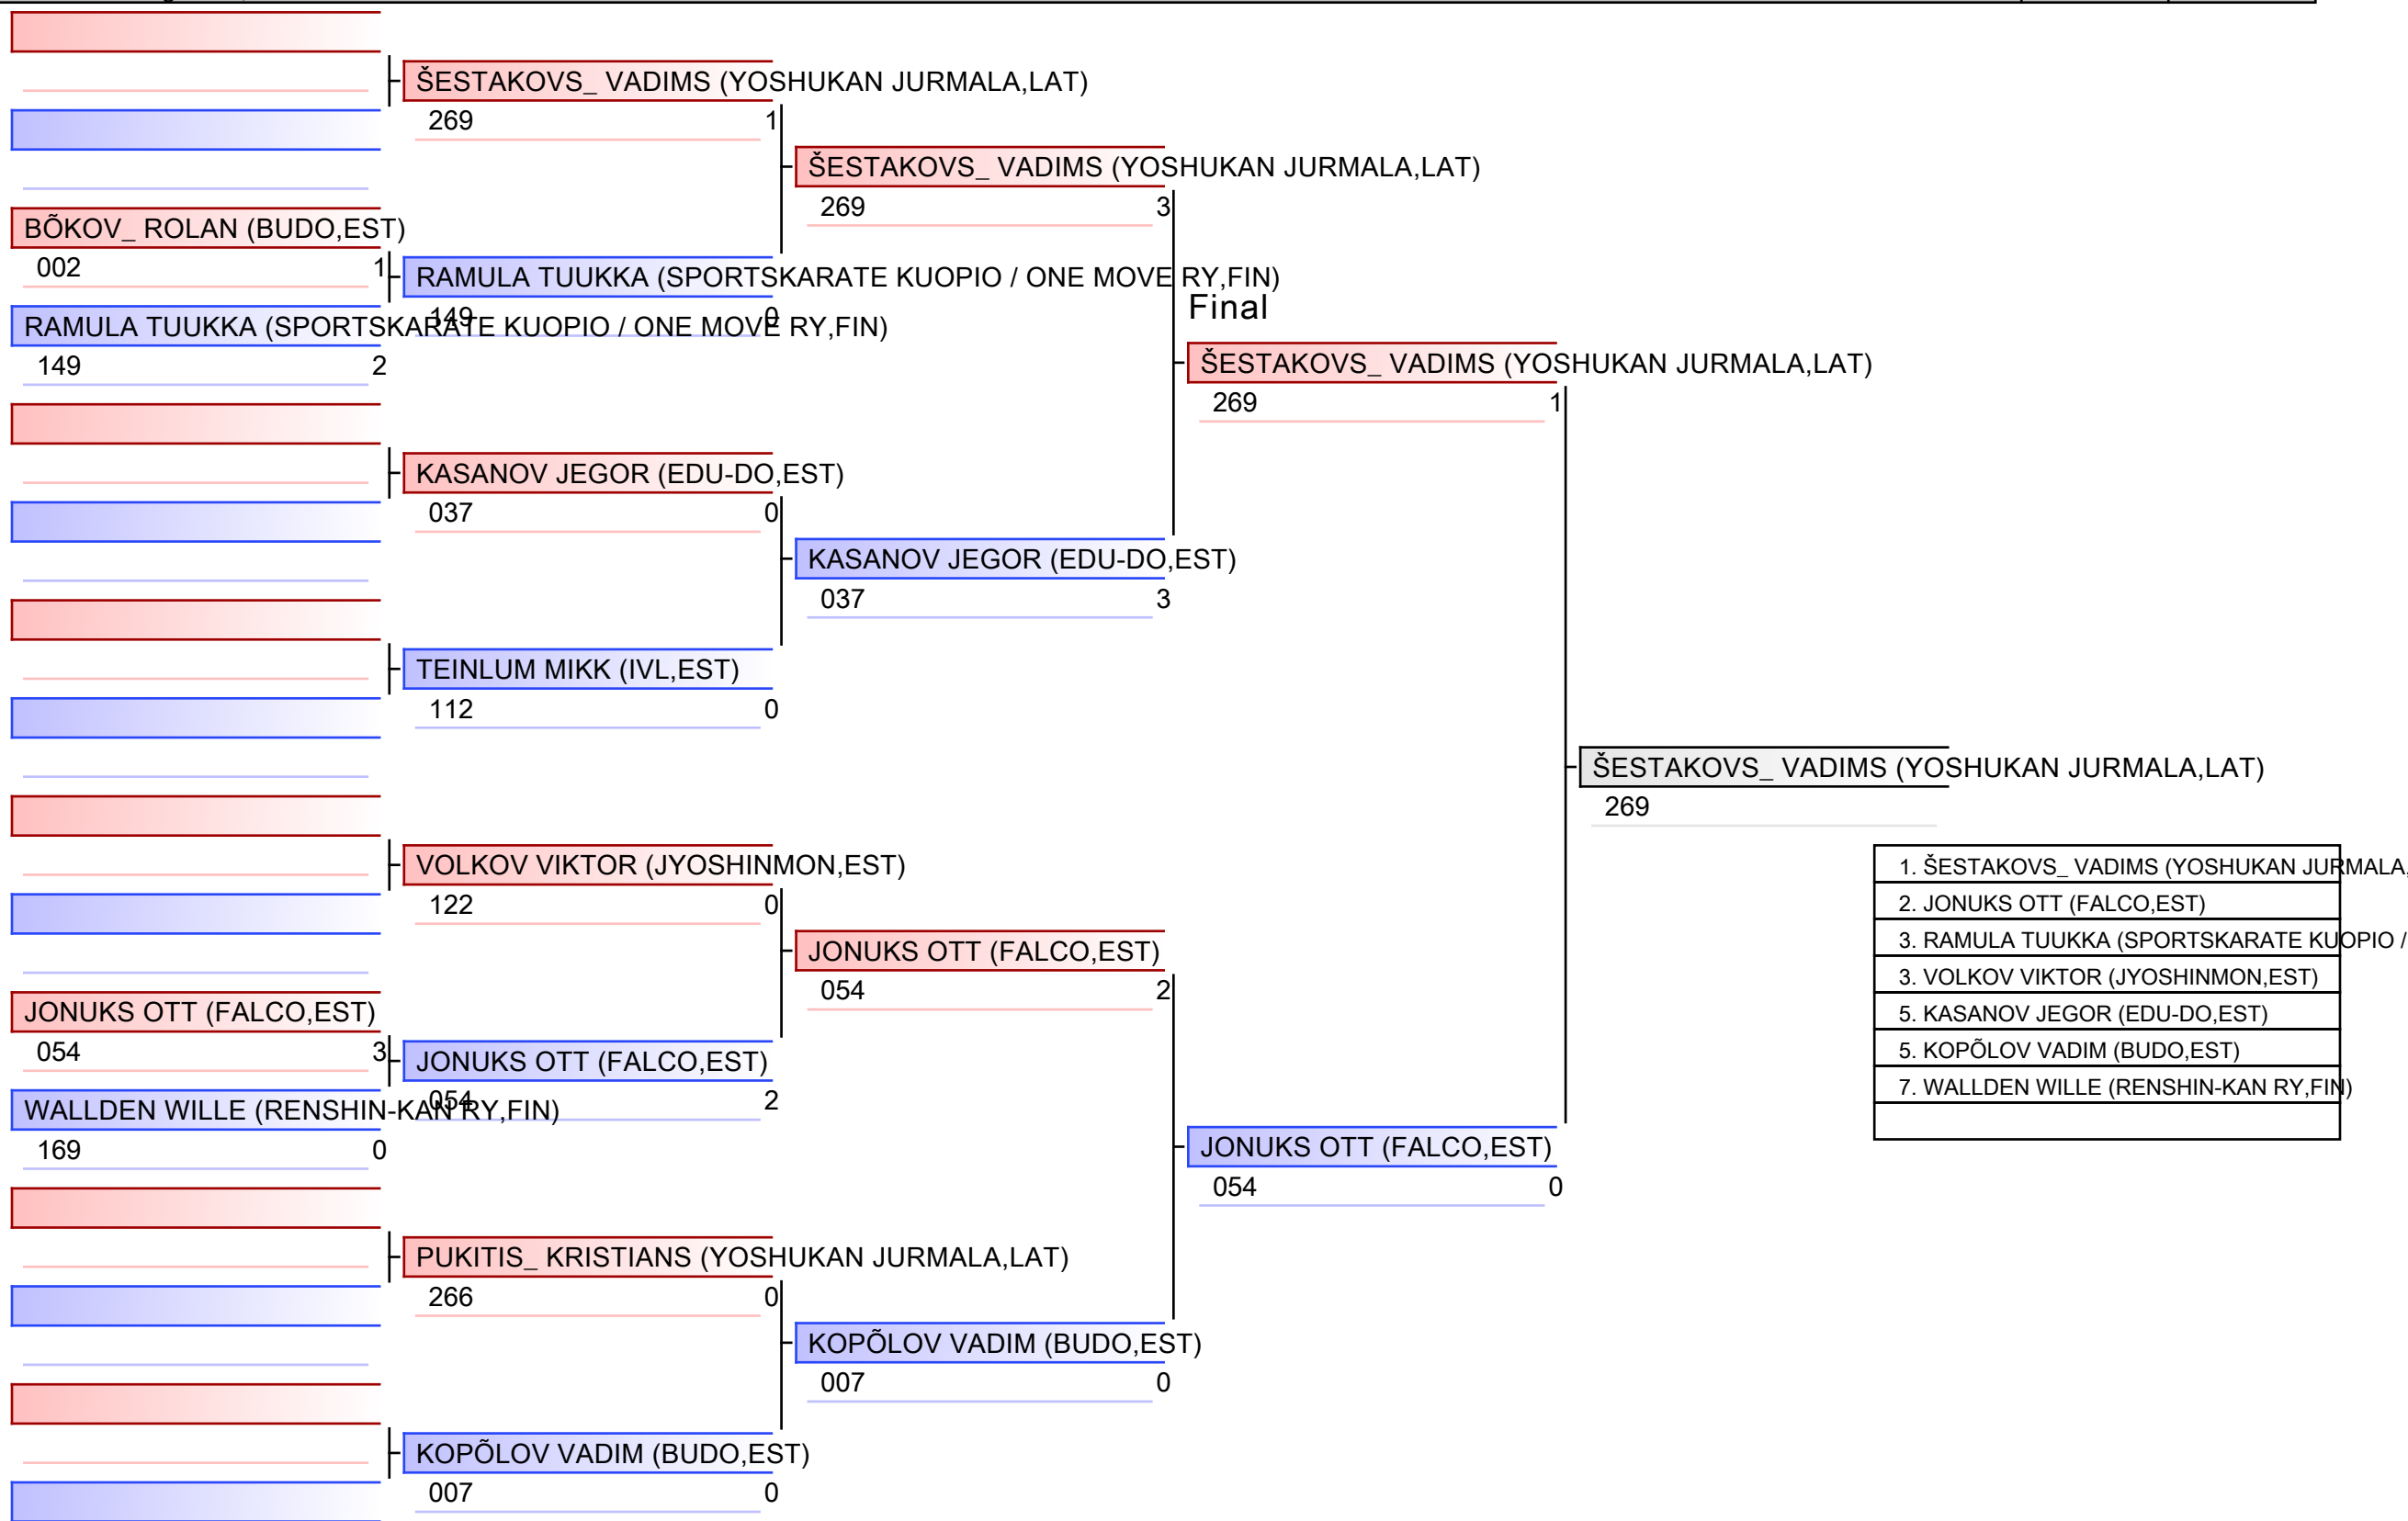 ŠESTAKOVS_ VADIMS (YOSHUKAN JURMALA,LAT)
269 1
ŠESTAKOVS_ VADIMS (YOSHUKAN JURMALA,LAT)
269 3
BÕKOV_ ROLAN (BUDO,EST)
002 1
RAMULA TUUKKA (SPORTSKARATE KUOPIO / ONE MOVE RY,FIN)
149 0
Final
RAMULA TUUKKA (SPORTSKARATE KUOPIO / ONE MOVE RY,FIN)
149 2
ŠESTAKOVS_ VADIMS (YOSHUKAN JURMALA,LAT)
269 1
KASANOV JEGOR (EDU-DO,EST)
037 0
KASANOV JEGOR (EDU-DO,EST)
037 3
TEINLUM MIKK (IVL,EST)
112 0
ŠESTAKOVS_ VADIMS (YOSHUKAN JURMALA,LAT)
269
VOLKOV VIKTOR (JYOSHINMON,EST)
122 0
JONUKS OTT (FALCO,EST)
054 2
JONUKS OTT (FALCO,EST)
054 3
JONUKS OTT (FALCO,EST)
054 2
WALLDEN WILLE (RENSHIN-KAN RY,FIN)
169 0
JONUKS OTT (FALCO,EST)
054 0
PUKITIS_ KRISTIANS (YOSHUKAN JURMALA,LAT)
266 0
KOPÕLOV VADIM (BUDO,EST)
007 0
KOPÕLOV VADIM (BUDO,EST)
007 0
1. ŠESTAKOVS_ VADIMS (YOSHUKAN JURMALA,
2. JONUKS OTT (FALCO,EST)
3. RAMULA TUUKKA (SPORTSKARATE KUOPIO /
3. VOLKOV VIKTOR (JYOSHINMON,EST)
5. KASANOV JEGOR (EDU-DO,EST)
5. KOPÕLOV VADIM (BUDO,EST)
7. WALLDEN WILLE (RENSHIN-KAN RY,FIN)